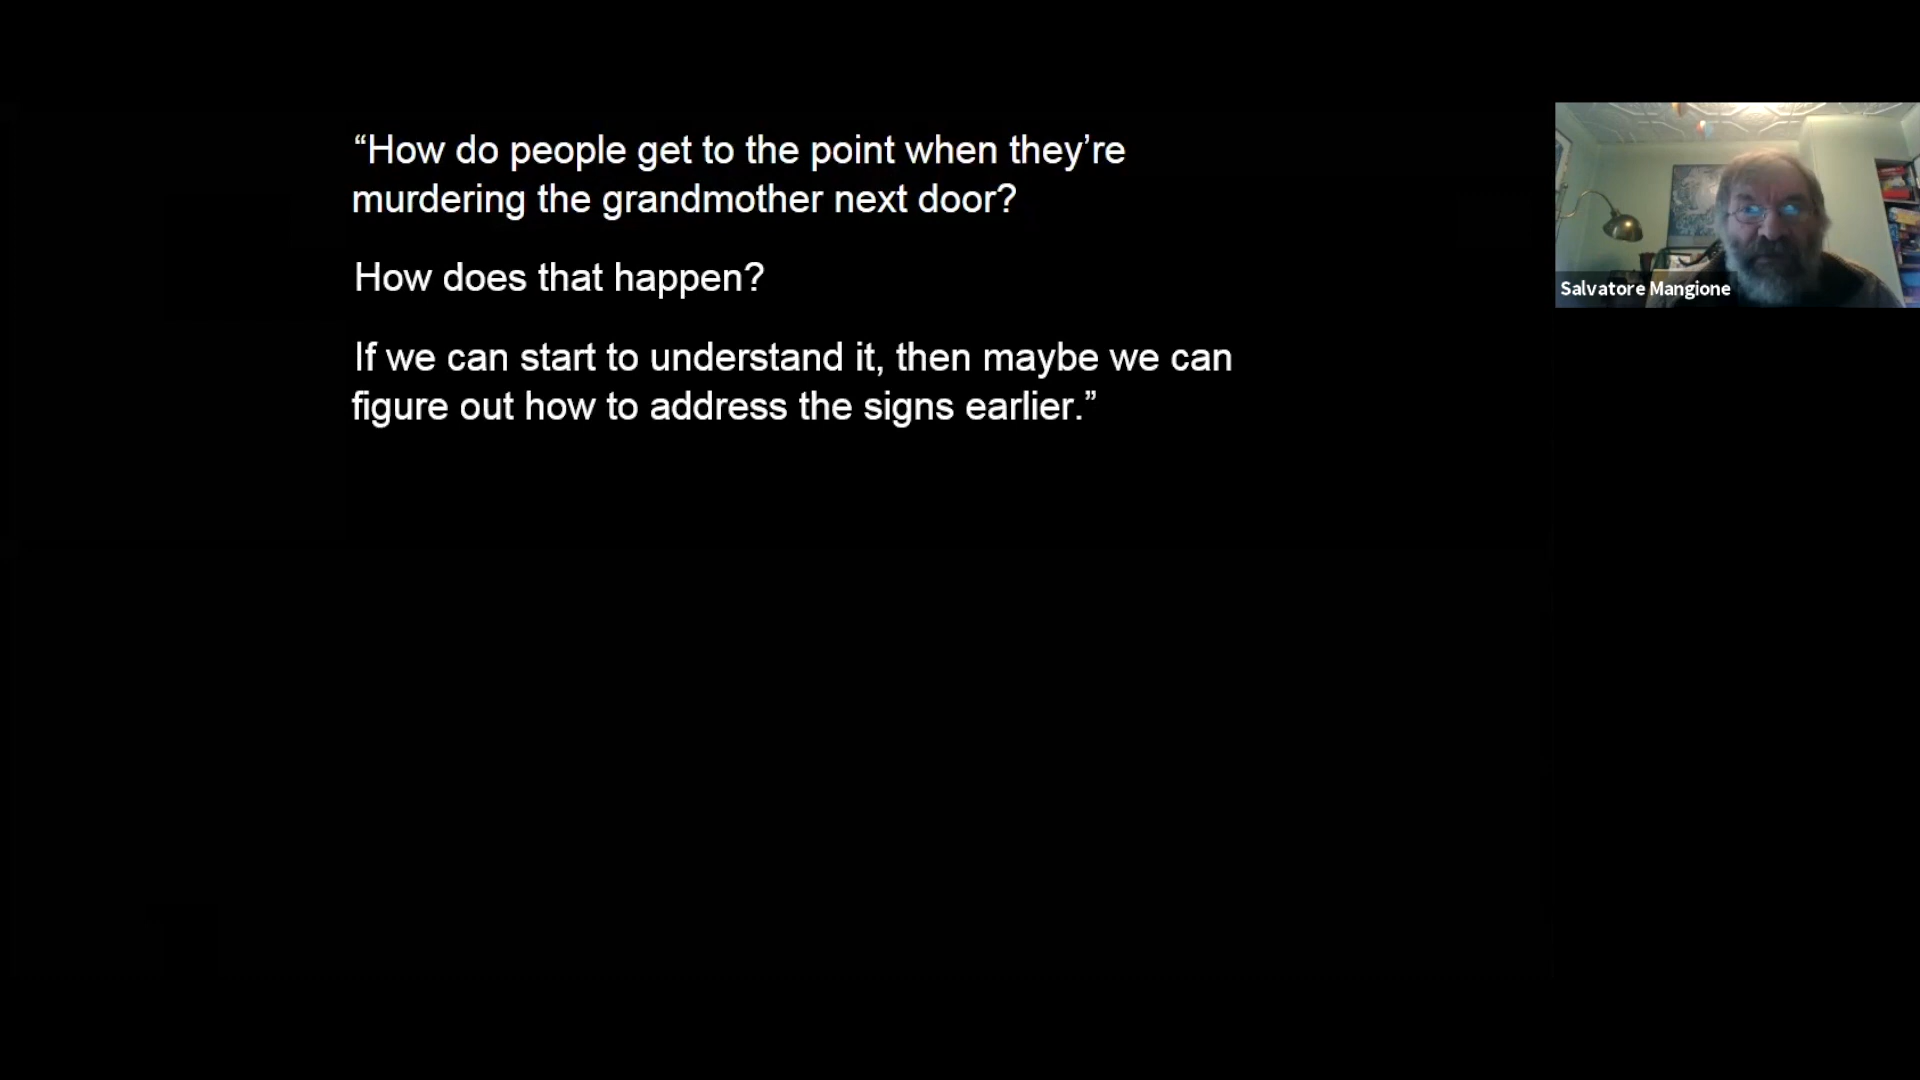 “How do people get to the point when they’re
murdering the grandmother next door?
How does that happen?
If we can start to understand it, then maybe we can
figure out how to address the signs earlier.”
Salvatore Mangione